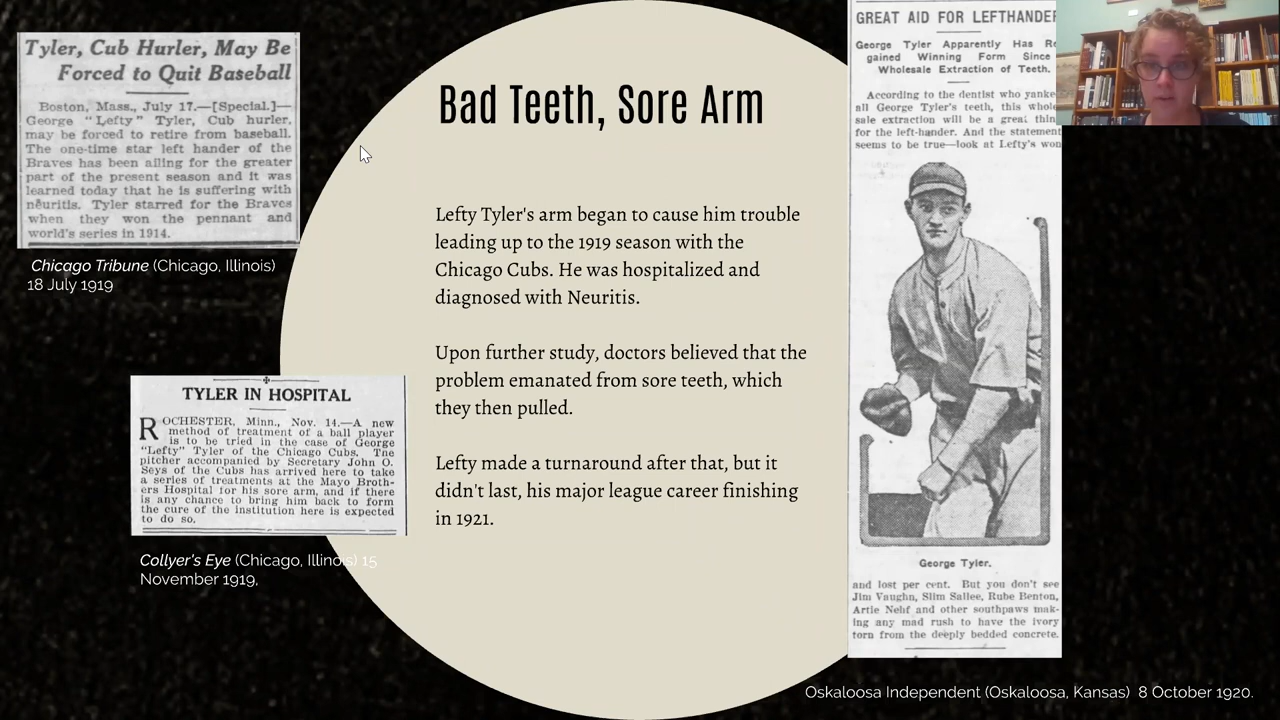 Tyler, Cub Hurler, May Be
Forced to Quit Baseball
Boston, Mass., July 17.—[Special.]—
George "Lefty" Tyler, Cub hurler,
may be forced to retire from baseball.
The one-time star left hander of the
Braves has been ailing for the greater
part of the present season and it was
learned today that he is suffering with
neuritis. Tyler starred for the Braves
when they won the pennant and
world's series in 1914.
Chicago Tribune (Chicago, Illinois)
18 July 1919
TYLER IN HOSPITAL
ROCHESTER, Minn., Nov. 14.—A new
method of treatment of a ball player
is to be tried in the case of George
"Lefty" Tyler of the Chicago Cubs. The
pitcher accompanied by Secretary John O.
Seys of the Cubs has arrived here to take
a series of treatments at the Mayo Broth-
ers Hospital for his sore arm, and if there
is any chance to bring him back to form
the cure of the institution here is expected
to do so.
Collyer's Eye (Chicago, Illinois) 15
November 1919,
Bad Teeth, Sore Arm
Lefty Tyler's arm began to cause him trouble
leading up to the 1919 season with the
Chicago Cubs. He was hospitalized and
diagnosed with Neuritis.
Upon further study, doctors believed that the
problem emanated from sore teeth, which
they then pulled.
Lefty made a turnaround after that, but it
didn't last, his major league career finishing
in 1921.
GREAT AID FOR LEFTHANDER
George Tyler Apparently Has Re
gained Winning Form Since
Wholesale Extraction of Teeth.
According to the dentist who yanke
all George Tyler's teeth, this whole
sale extraction will be a great thin
for the left-hander. And the statement
seems to be true—look at Lefty's won
George Tyler.
and lost per cent. But you don't see
Jim Vaughn, Slim Sallee, Rube Benton,
Artie Nehf and other southpaws mak-
ing any mad rush to have the ivory
torn from the deeply bedded concrete.
Oskaloosa Independent (Oskaloosa, Kansas) 8 October 1920.